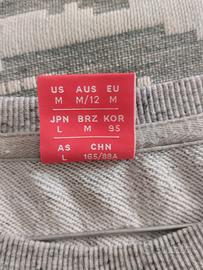 US AUS EU
M M/12 M
JPN BRZ KOR
L M 95
AS CHN
L 165/88A